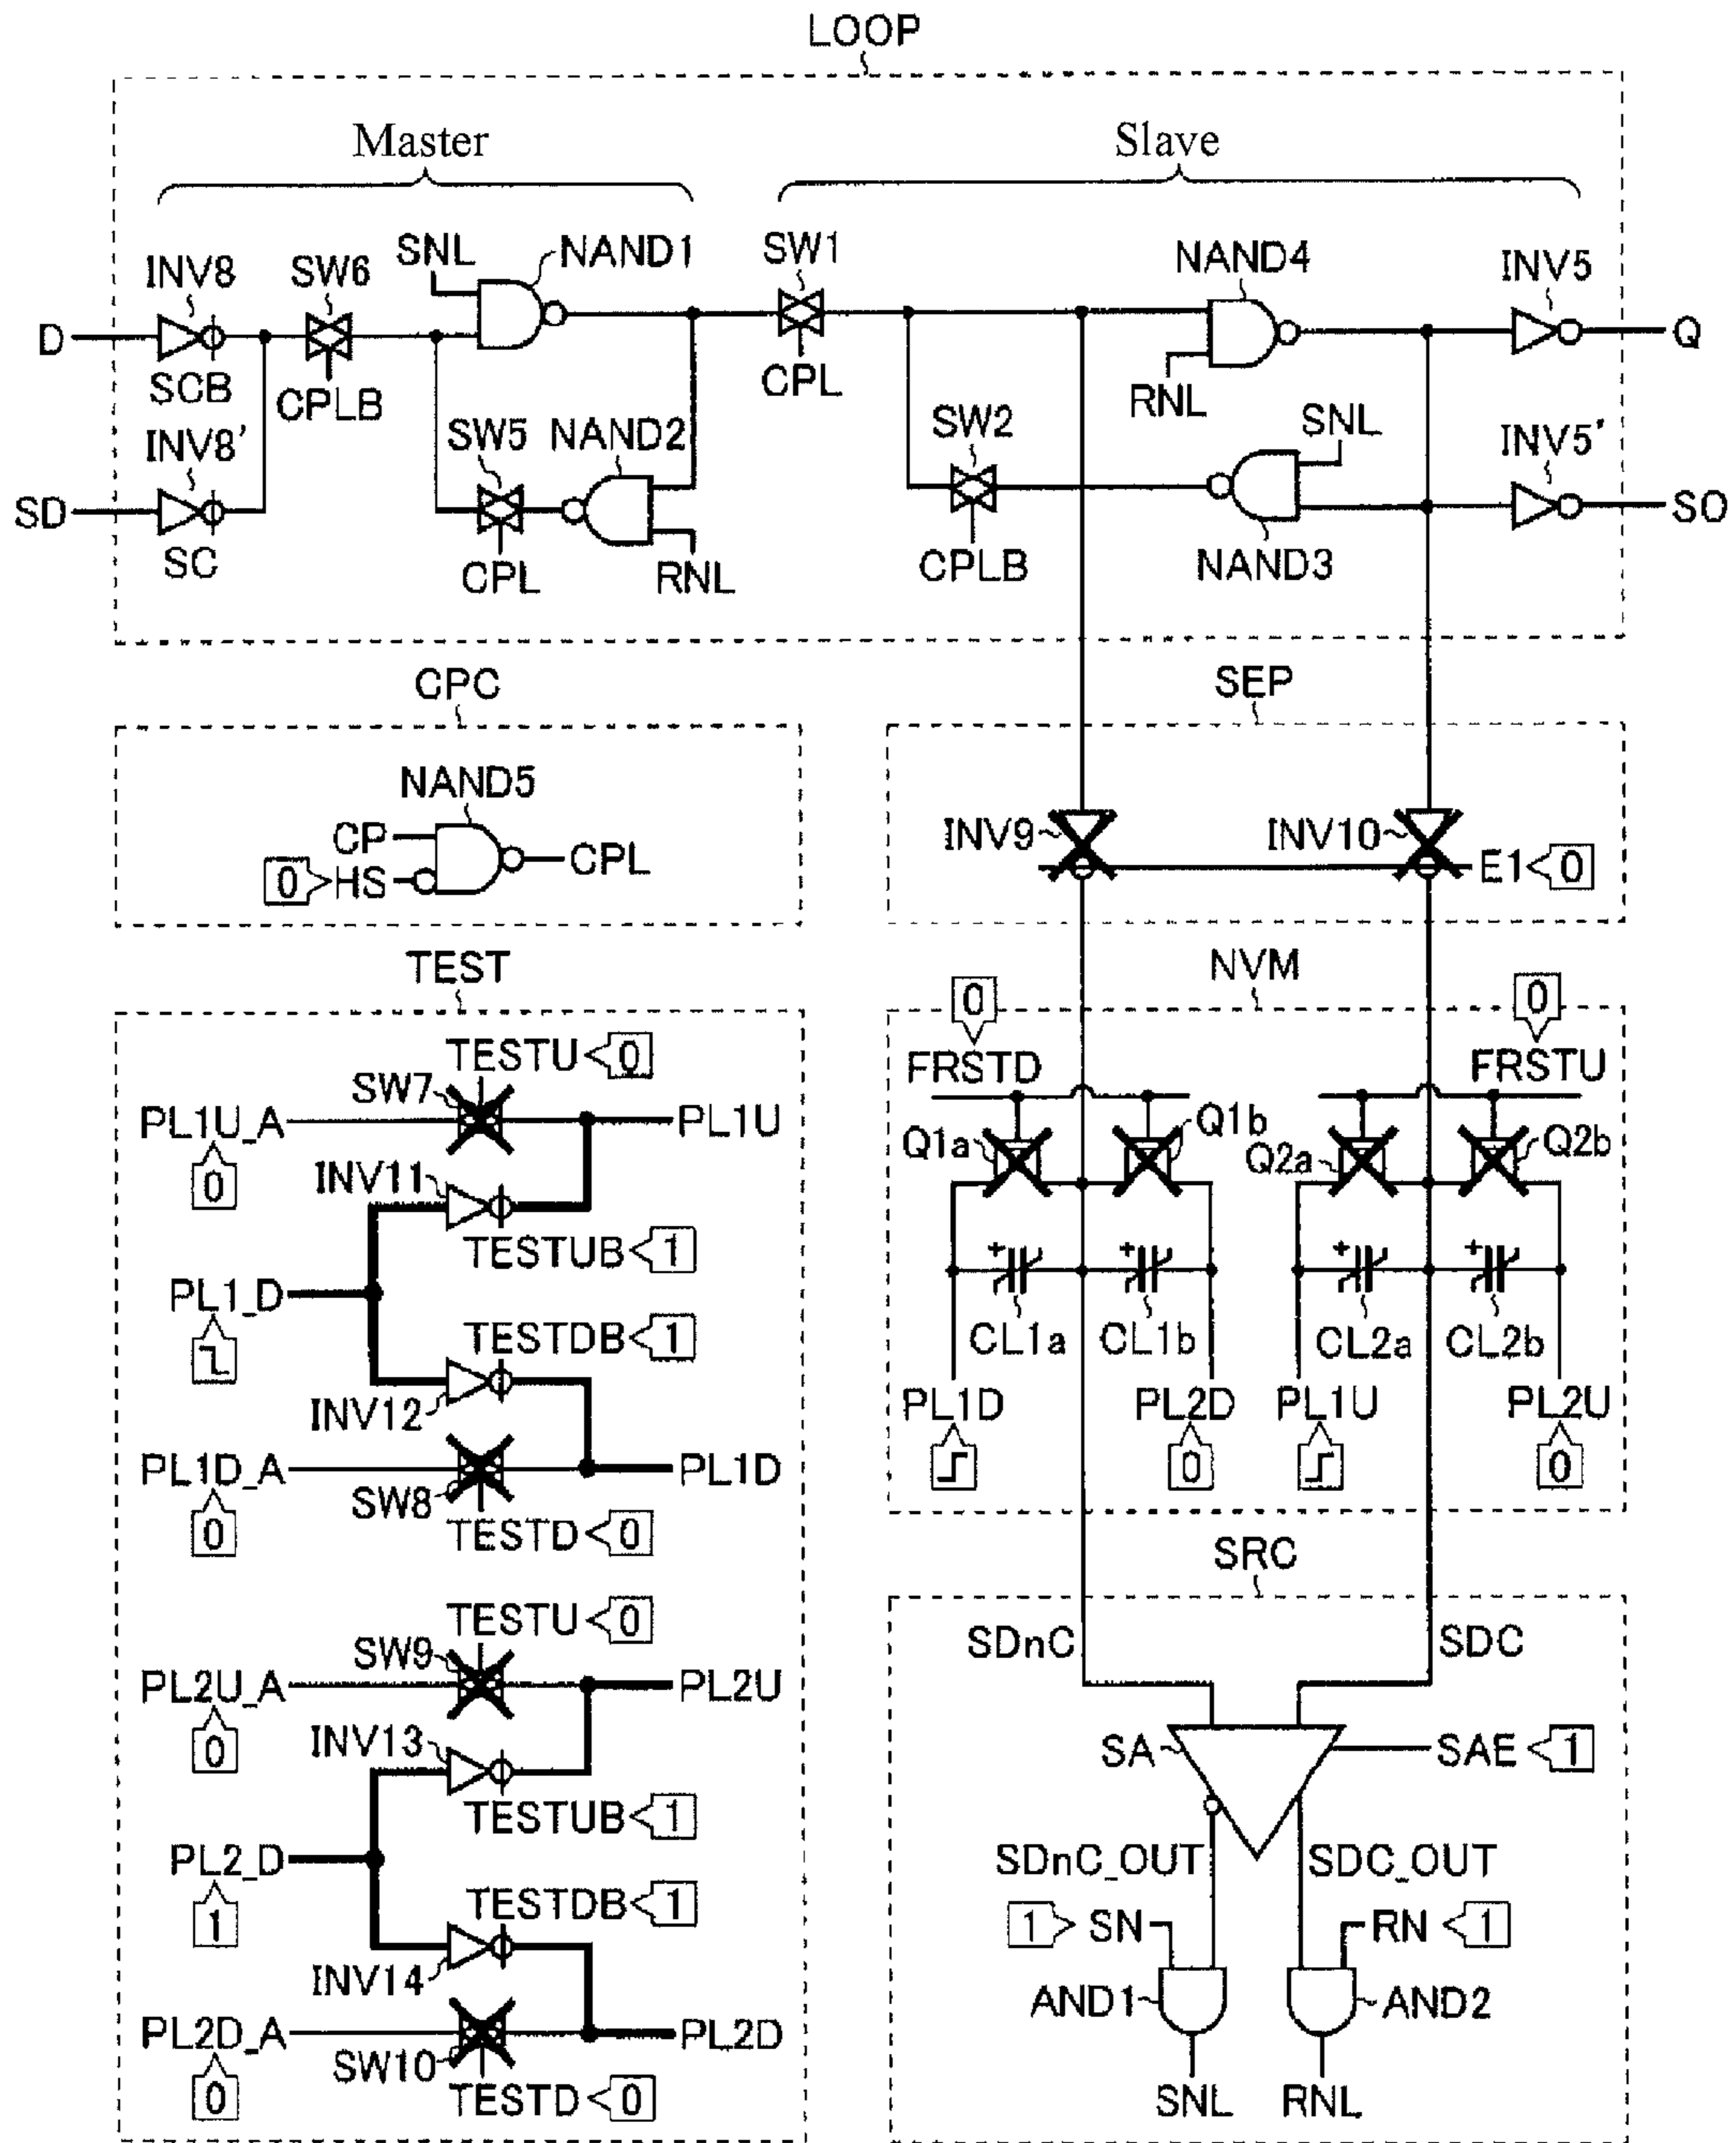 LOOP
Master
Slave
INV8
SW6
SNL
NAND1
SW1
NAND4
INV5
D
Q
SCB
CPLB
CPL
RNL
INV8'
SW5
NAND2
SW2
SNL
INV5'
SD
SO
SC
CPL
RNL
CPLB
NAND3
CPC
SEP
NAND5
CP
0
HS
CPL
INV9
INV10
E1
0
TEST
NVM
TESTU
0
SW7
PL1U_A
PL1U
0
INV11
TESTUB
1
PL1_D
TESTDB
1
INV12
PL1D_A
PL1D
0
SW8
TESTD
0
TESTU
0
SW9
PL2U_A
PL2U
0
INV13
TESTUB
1
PL2_D
1
TESTDB
1
INV14
PL2D_A
PL2D
0
SW10
TESTD
0
0
0
FRSTD
FRSTU
Q1a
Q1b
Q2a
Q2b
+
+
+
+
CL1a
CL1b
CL2a
CL2b
PL1D
PL2D
PL1U
PL2U
0
0
SRC
SDnC
SDC
SA
SAE
1
SDnC_OUT
SDC_OUT
1
SN
RN
1
AND1
AND2
SNL
RNL